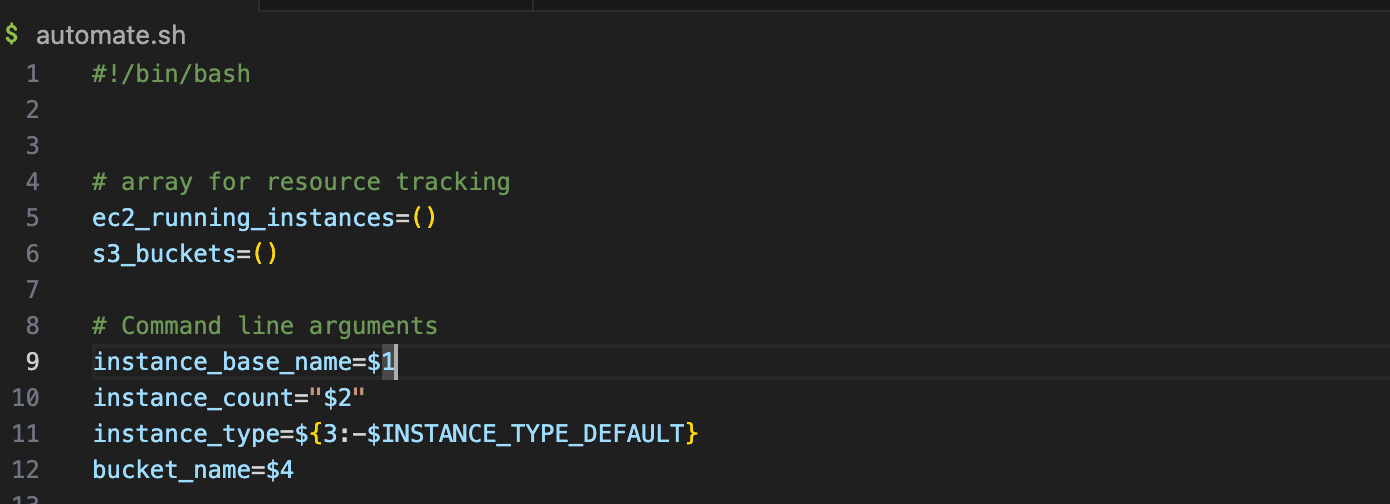 $ automate.sh
1 #!/bin/bash
2
3
4 # array for resource tracking
5 ec2_running_instances=()
6 s3_buckets=()
7
8 # Command line arguments
9 instance_base_name=$1
10 instance_count="$2"
11 instance_type=${3:-$INSTANCE_TYPE_DEFAULT}
12 bucket_name=$4
13